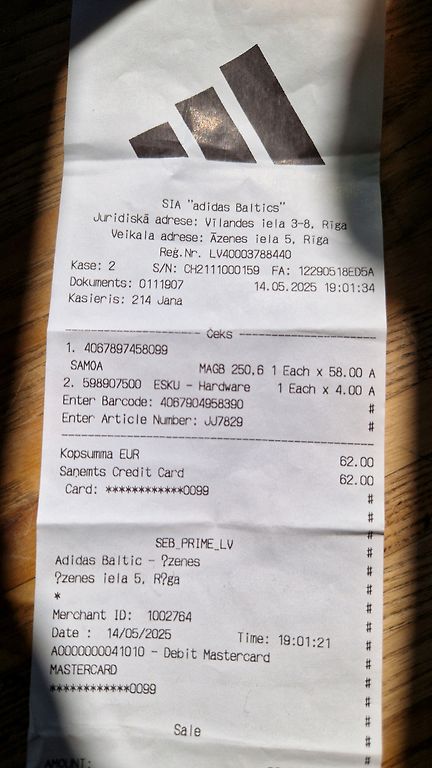 SIA "adidas Baltics"
Juridiskā adrese: Vīlandes iela 3-8, Rīga
Veikala adrese: Āzenes iela 5, Rīga
Reģ.Nr. LV40003788440
Kase: 2 S/N: CH2111000159 FA: 12290518ED5A
Dokuments: 0111907 14.05.2025 19:01:34
Kasieris: 214 Jana
Čeks
1. 4067897458099
SAMOA MAGB 250.6 1 Each x 58.00 A
2. 598907500 ESKU - Hardware 1 Each x 4.00 A
Enter Barcode: 4067904958390 #
Enter Article Number: JJ7829 #
Kopsumma EUR 62.00
Saņemts Credit Card 62.00
Card: ************0099 #
#
#
SEB_PRIME_LV #
Adidas Baltic - ?zenes #
?zenes iela 5, R?ga #
* #
Merchant ID: 1002764 #
Date : 14/05/2025 Time: 19:01:21 #
A0000000041010 - Debit Mastercard #
MASTERCARD #
************0099 #
#
Sale #
AMOUNT: #